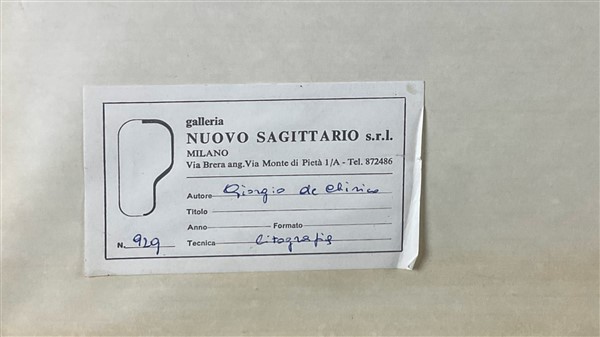 galleria
NUOVO SAGITTARIO s.r.l.
MILANO
Via Brera ang. Via Monte di Pietà 1/A - Tel. 872486
Autore Giorgio de Chirico
Titolo
Anno Formato
N. 929 Tecnica litografia